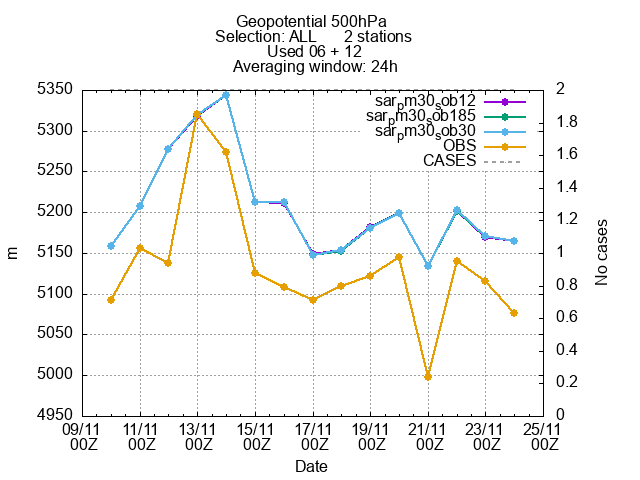 Geopotential 500hPa
Selection: ALL 2 stations
Used 06 + 12
Averaging window: 24h
sar_pm30_sob12
sar_pm30_sob185
sar_pm30_sob30
OBS
CASES
5350
5300
5250
5200
5150
5100
5050
5000
4950
m
2
1.8
1.6
1.4
1.2
1
0.8
0.6
0.4
0.2
0
No cases
09/11 11/11 13/11 15/11 17/11 19/11 21/11 23/11 25/11
00Z 00Z 00Z 00Z 00Z 00Z 00Z 00Z 00Z
Date